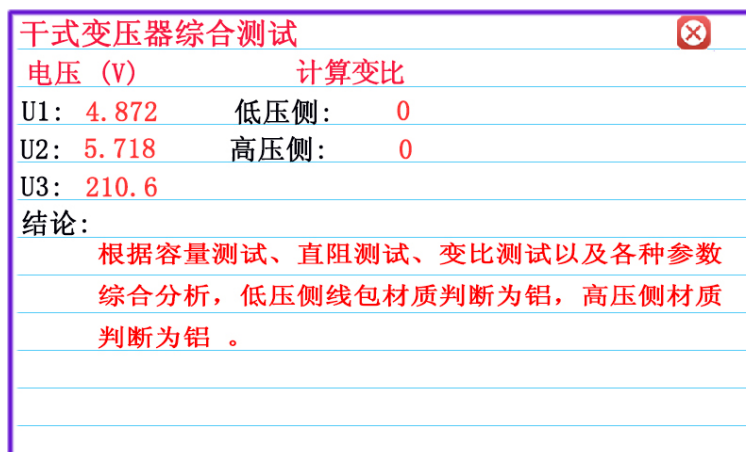 干式变压器综合测试
电压 (V) 计算变比
U1: 4.872 低压侧: 0
U2: 5.718 高压侧: 0
U3: 210.6
结论:
根据容量测试、直阻测试、变比测试以及各种参数
综合分析，低压侧线包材质判断为铝，高压侧材质
判断为铝 。